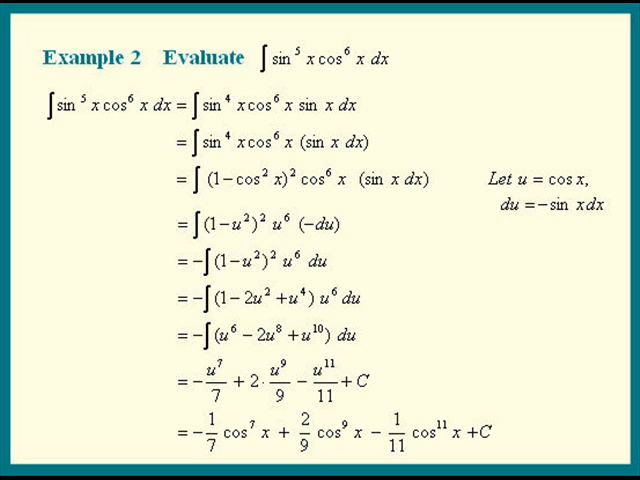 Example 2 Evaluate ∫ sin⁵ x cos⁶ x dx
∫ sin⁵ x cos⁶ x dx = ∫ sin⁴ x cos⁶ x sin x dx
= ∫ sin⁴ x cos⁶ x (sin x dx)
= ∫ (1 − cos² x)² cos⁶ x (sin x dx) Let u = cos x,
du = −sin x dx
= ∫ (1 − u²)² u⁶ (−du)
= −∫ (1 − u²)² u⁶ du
= −∫ (1 − 2u² + u⁴) u⁶ du
= −∫ (u⁶ − 2u⁸ + u¹⁰) du
= − u⁷/7 + 2 · u⁹/9 − u¹¹/11 + C
= − 1/7 cos⁷ x + 2/9 cos⁹ x − 1/11 cos¹¹ x + C